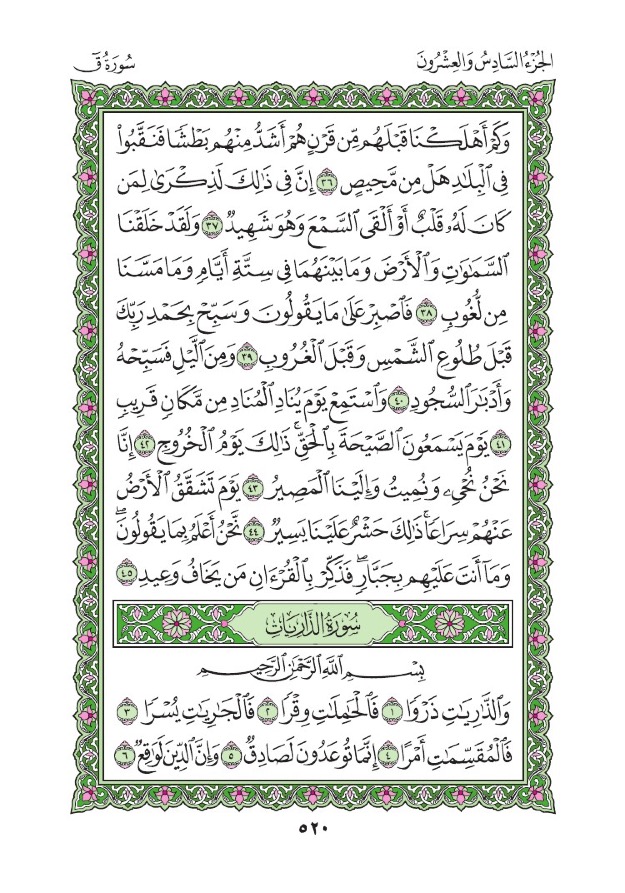 الجُزْءُ السَّادِسُ وَالعِشْرُونَ
سُورَةُ قٓ
وَكَمْ أَهْلَكْنَا قَبْلَهُم مِّن قَرْنٍ هُمْ أَشَدُّ مِنْهُم بَطْشًا فَنَقَّبُوا۟
فِى ٱلْبِلَٰدِ هَلْ مِن مَّحِيصٍ ٣٦ إِنَّ فِى ذَٰلِكَ لَذِكْرَىٰ لِمَن
كَانَ لَهُۥ قَلْبٌ أَوْ أَلْقَى ٱلسَّمْعَ وَهُوَ شَهِيدٌ ٣٧ وَلَقَدْ خَلَقْنَا
ٱلسَّمَٰوَٰتِ وَٱلْأَرْضَ وَمَا بَيْنَهُمَا فِى سِتَّةِ أَيَّامٍ وَمَا مَسَّنَا
مِن لُّغُوبٍ ٣٨ فَٱصْبِرْ عَلَىٰ مَا يَقُولُونَ وَسَبِّحْ بِحَمْدِ رَبِّكَ
قَبْلَ طُلُوعِ ٱلشَّمْسِ وَقَبْلَ ٱلْغُرُوبِ ٣٩ وَمِنَ ٱلَّيْلِ فَسَبِّحْهُ
وَأَدْبَٰرَ ٱلسُّجُودِ ٤٠ وَٱسْتَمِعْ يَوْمَ يُنَادِ ٱلْمُنَادِ مِن مَّكَانٍ قَرِيبٍ
٤١ يَوْمَ يَسْمَعُونَ ٱلصَّيْحَةَ بِٱلْحَقِّ ۚ ذَٰلِكَ يَوْمُ ٱلْخُرُوجِ ٤٢ إِنَّا
نَحْنُ نُحْىِۦ وَنُمِيتُ وَإِلَيْنَا ٱلْمَصِيرُ ٤٣ يَوْمَ تَشَقَّقُ ٱلْأَرْضُ
عَنْهُمْ سِرَاعًا ۚ ذَٰلِكَ حَشْرٌ عَلَيْنَا يَسِيرٌ ٤٤ نَّحْنُ أَعْلَمُ بِمَا يَقُولُونَ ۖ
وَمَآ أَنتَ عَلَيْهِم بِجَبَّارٍ ۖ فَذَكِّرْ بِٱلْقُرْءَانِ مَن يَخَافُ وَعِيدِ ٤٥
سُورَةُ الذَّارِيَاتِ
بِسْمِ ٱللَّهِ ٱلرَّحْمَٰنِ ٱلرَّحِيمِ
وَٱلذَّٰرِيَٰتِ ذَرْوًا ١ فَٱلْحَٰمِلَٰتِ وِقْرًا ٢ فَٱلْجَٰرِيَٰتِ يُسْرًا ٣
فَٱلْمُقَسِّمَٰتِ أَمْرًا ٤ إِنَّمَا تُوعَدُونَ لَصَادِقٌ ٥ وَإِنَّ ٱلدِّينَ لَوَٰقِعٌ ٦
٥٢٠